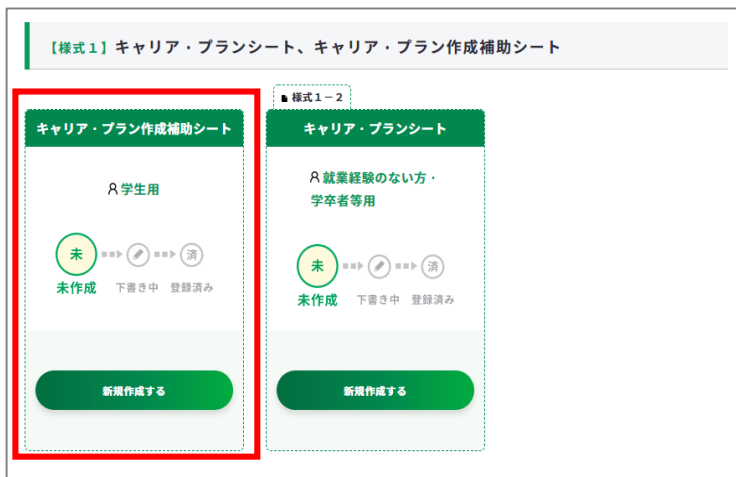 【様式1】キャリア・プランシート、キャリア・プラン作成補助シート
キャリア・プラン作成補助シート
学生用
未
済
未作成 下書き中 登録済み
新規作成する
様式1-2
キャリア・プランシート
就業経験のない方・
学卒者等用
未
済
未作成 下書き中 登録済み
新規作成する